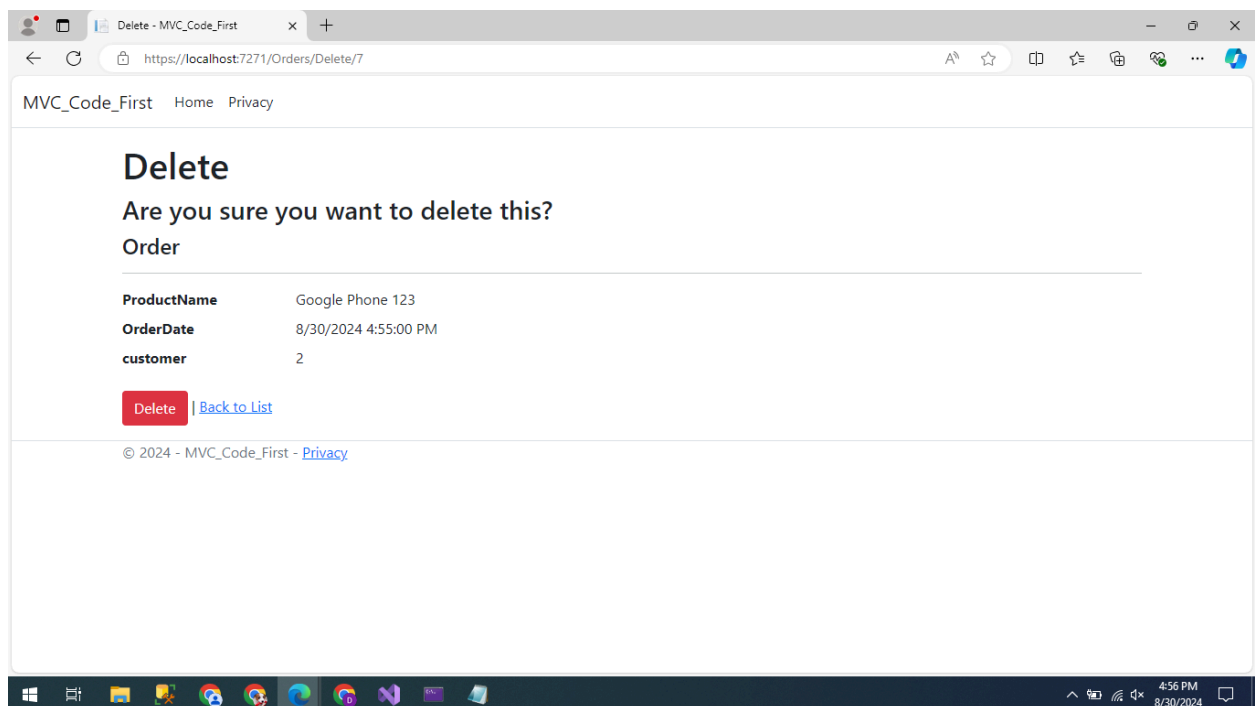 Delete - MVC_Code_First
https://localhost:7271/Orders/Delete/7
MVC_Code_First Home Privacy
Delete
Are you sure you want to delete this?
Order
ProductName Google Phone 123
OrderDate 8/30/2024 4:55:00 PM
customer 2
Delete | Back to List
© 2024 - MVC_Code_First - Privacy
4:56 PM
8/30/2024